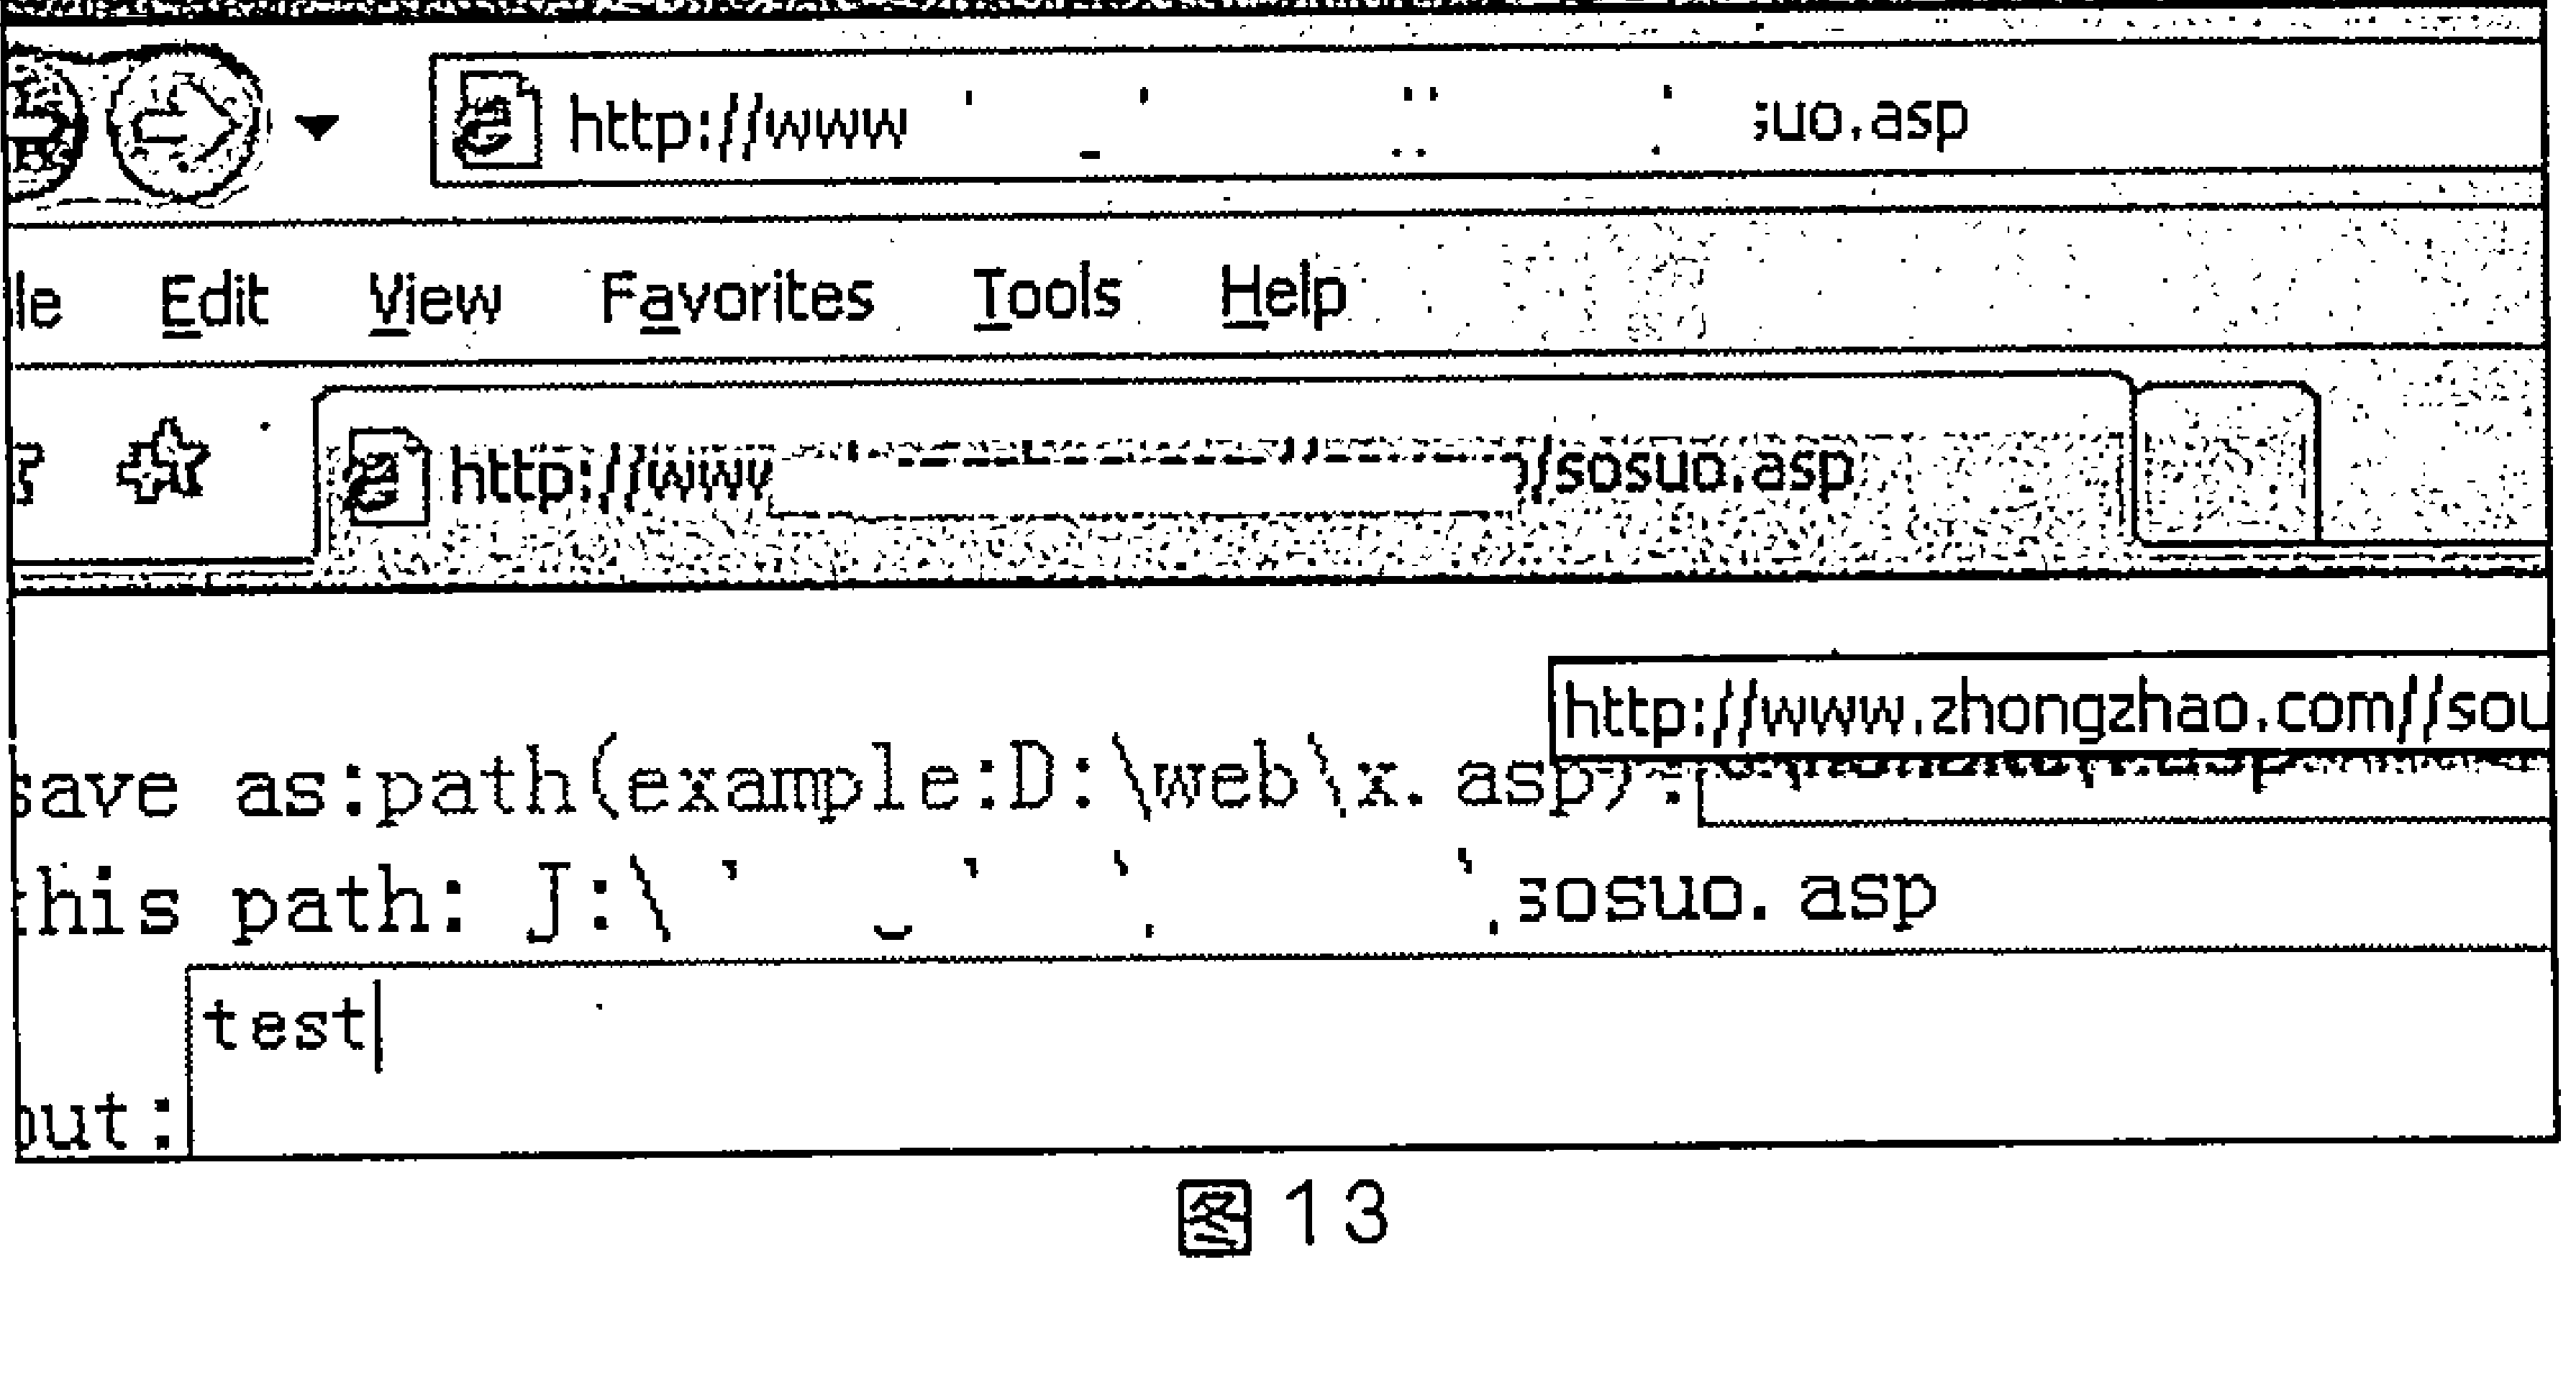 http://www suo.asp
le Edit View Favorites Tools Help
http://www /sosuo.asp
http://www.zhongzhao.com//sou
save as:path(example:D:\web\x.asp):
this path: J:\ sosuo.asp
test
out:
图13